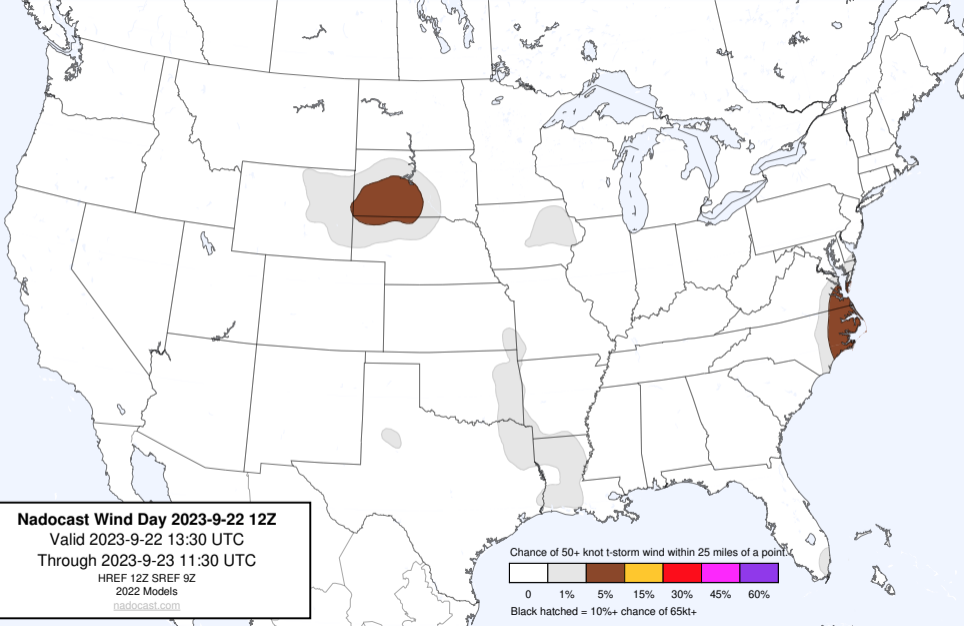 Nadocast Wind Day 2023-9-22 12Z
Valid 2023-9-22 13:30 UTC
Through 2023-9-23 11:30 UTC
HREF 12Z SREF 9Z
2022 Models
nadocast.com
Chance of 50+ knot t-storm wind within 25 miles of a point.
0 1% 5% 15% 30% 45% 60%
Black hatched = 10%+ chance of 65kt+